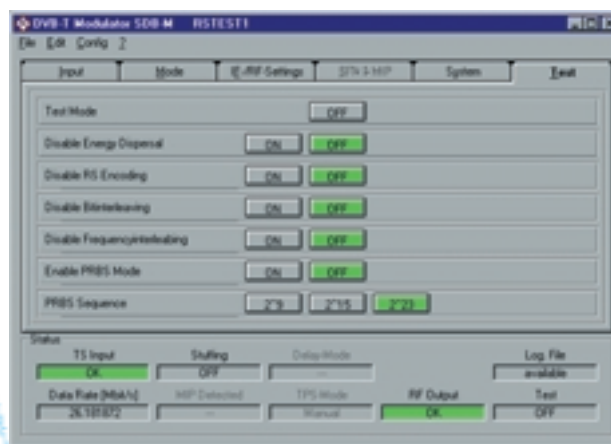 DVB-T Modulator SDB-M RSTEST1
File Edit Config ?
Input Mode IF-/RF-Settings SFN & MIP System Test
Test Mode OFF
Disable Energy Dispersal ON OFF
Disable RS Encoding ON OFF
Disable Bitinterleaving ON OFF
Disable Frequencyinterleabing ON OFF
Enable PRBS Mode ON OFF
PRBS Sequence 2^9 2^15 2^23
Status
TS Input Stuffing Delay-Mode Log. File
OK OFF --- available
Data Rate [Mbit/s] MIP Detected TPS Mode RF Output Test
26.181872 --- Manual OK OFF